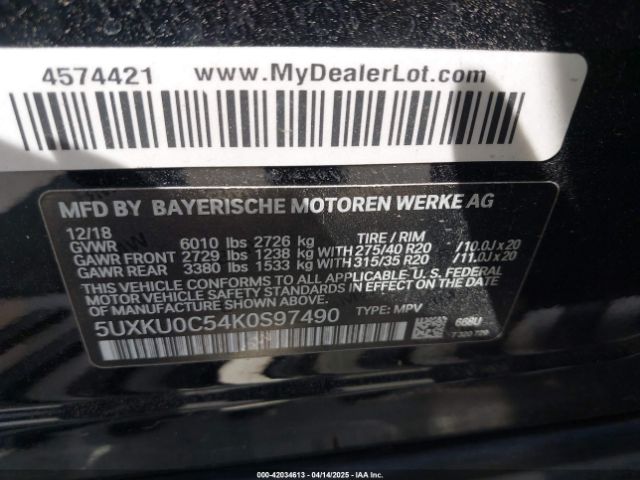 4574421 www.MyDealerLot.com
MFD BY BAYERISCHE MOTOREN WERKE AG
12/18
GVWR 6010 lbs 2726 kg TIRE / RIM
GAWR FRONT 2729 lbs 1238 kg WITH 275/40 R20 /10.0J x 20
GAWR REAR 3380 lbs 1533 kg WITH 315/35 R20 /11.0J x 20
THIS VEHICLE CONFORMS TO ALL APPLICABLE U.S. FEDERAL
MOTOR VEHICLE SAFETY STANDARDS IN EFFECT ON THE
DATE OF MANUFACTURE SHOWN ABOVE.
5UXKU0C54K0S97490 TYPE: MPV
668U
000-42034613 - 04/14/2025 - IAAI.COM